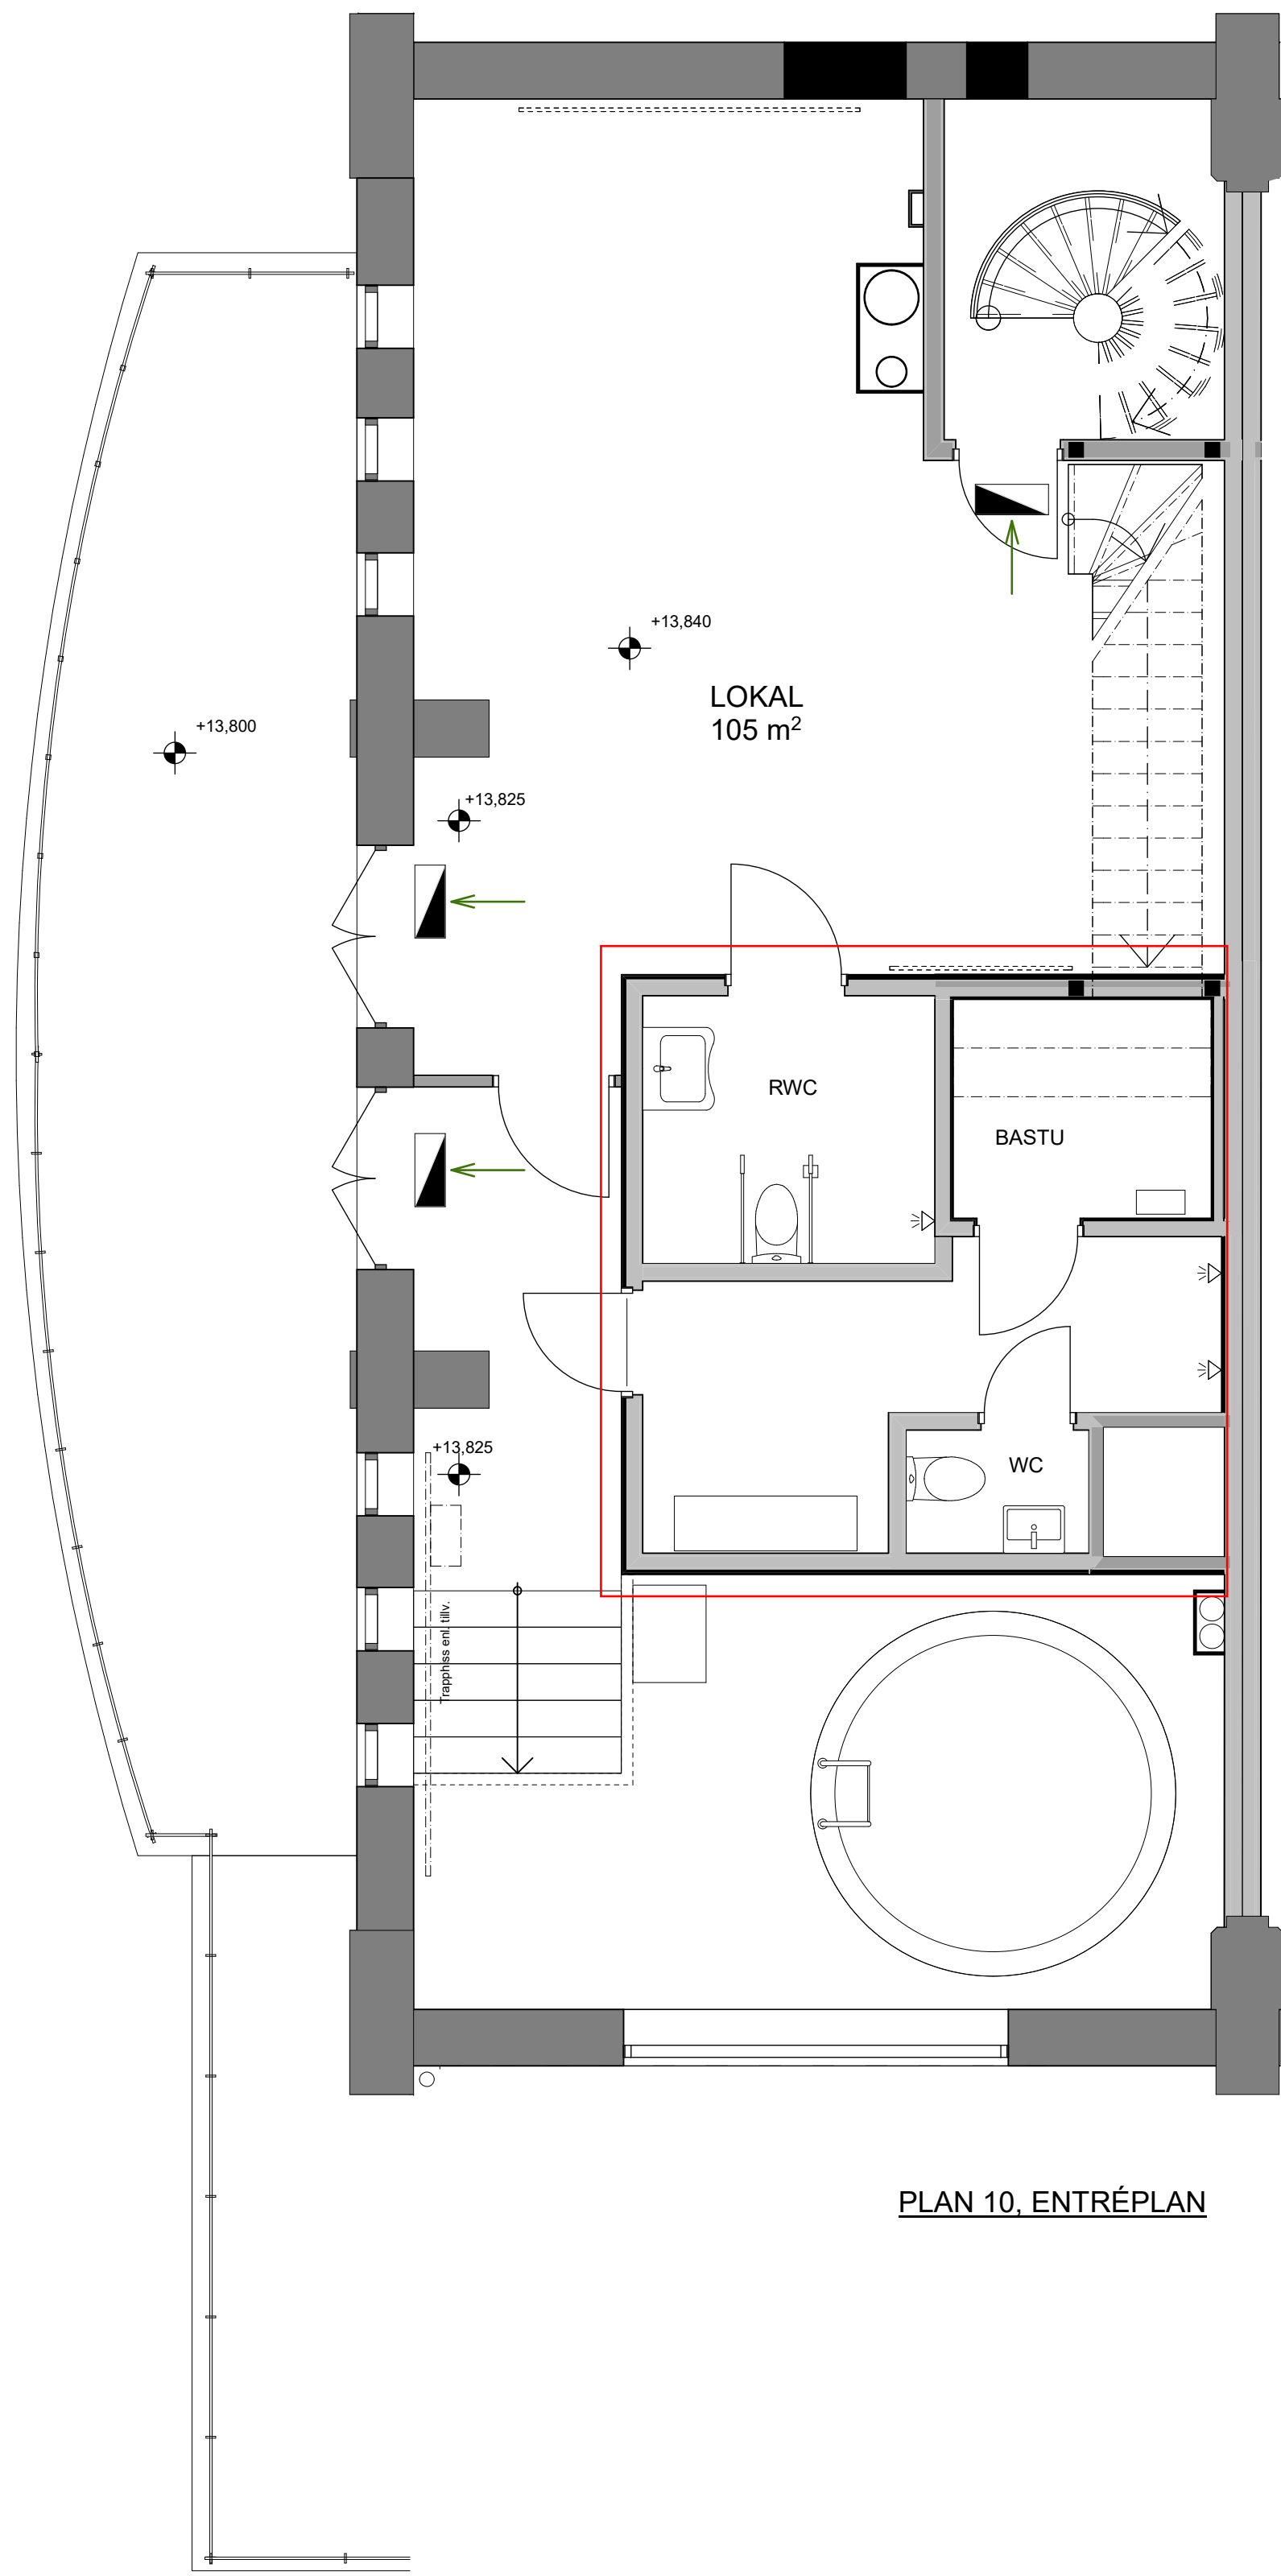 +13,840
LOKAL
105 m²
+13,800
+13,825
RWC
BASTU
+13,825
WC
Trapphiss enl. tillv.
PLAN 10, ENTRÉPLAN